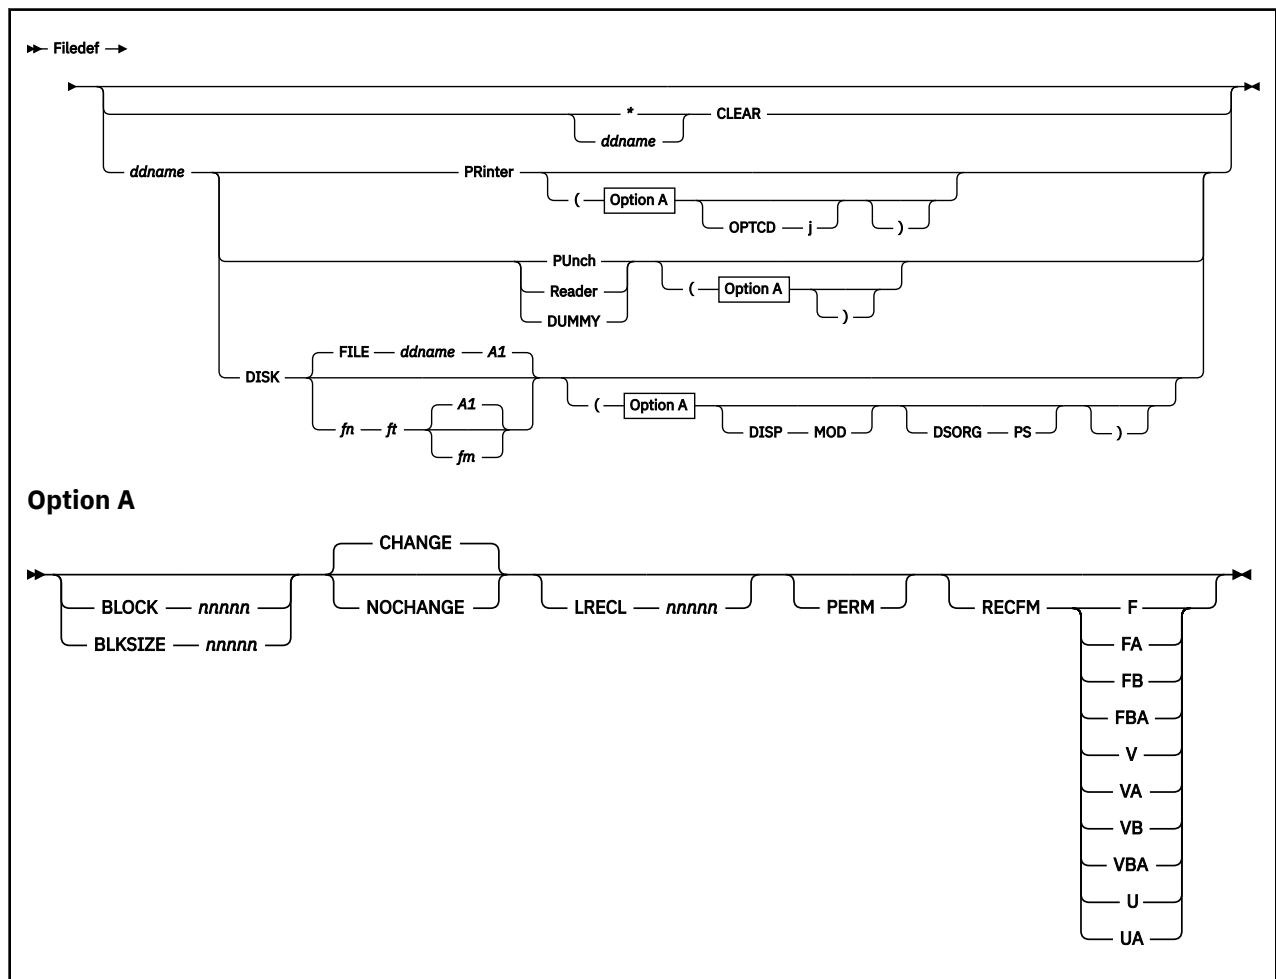 Filedef
* CLEAR
ddname
ddname PRinter
( Option A
OPTCD j )
PUnch
( Option A
Reader
)
DUMMY
FILE ddname A1
DISK
A1
( Option A
fn ft
DISP MOD DSORG PS )
fm
Option A
CHANGE
BLOCK nnnnn NOCHANGE LRECL nnnnn PERM RECFM F
BLKSIZE nnnnn FA
FB
FBA
V
VA
VB
VBA
U
UA